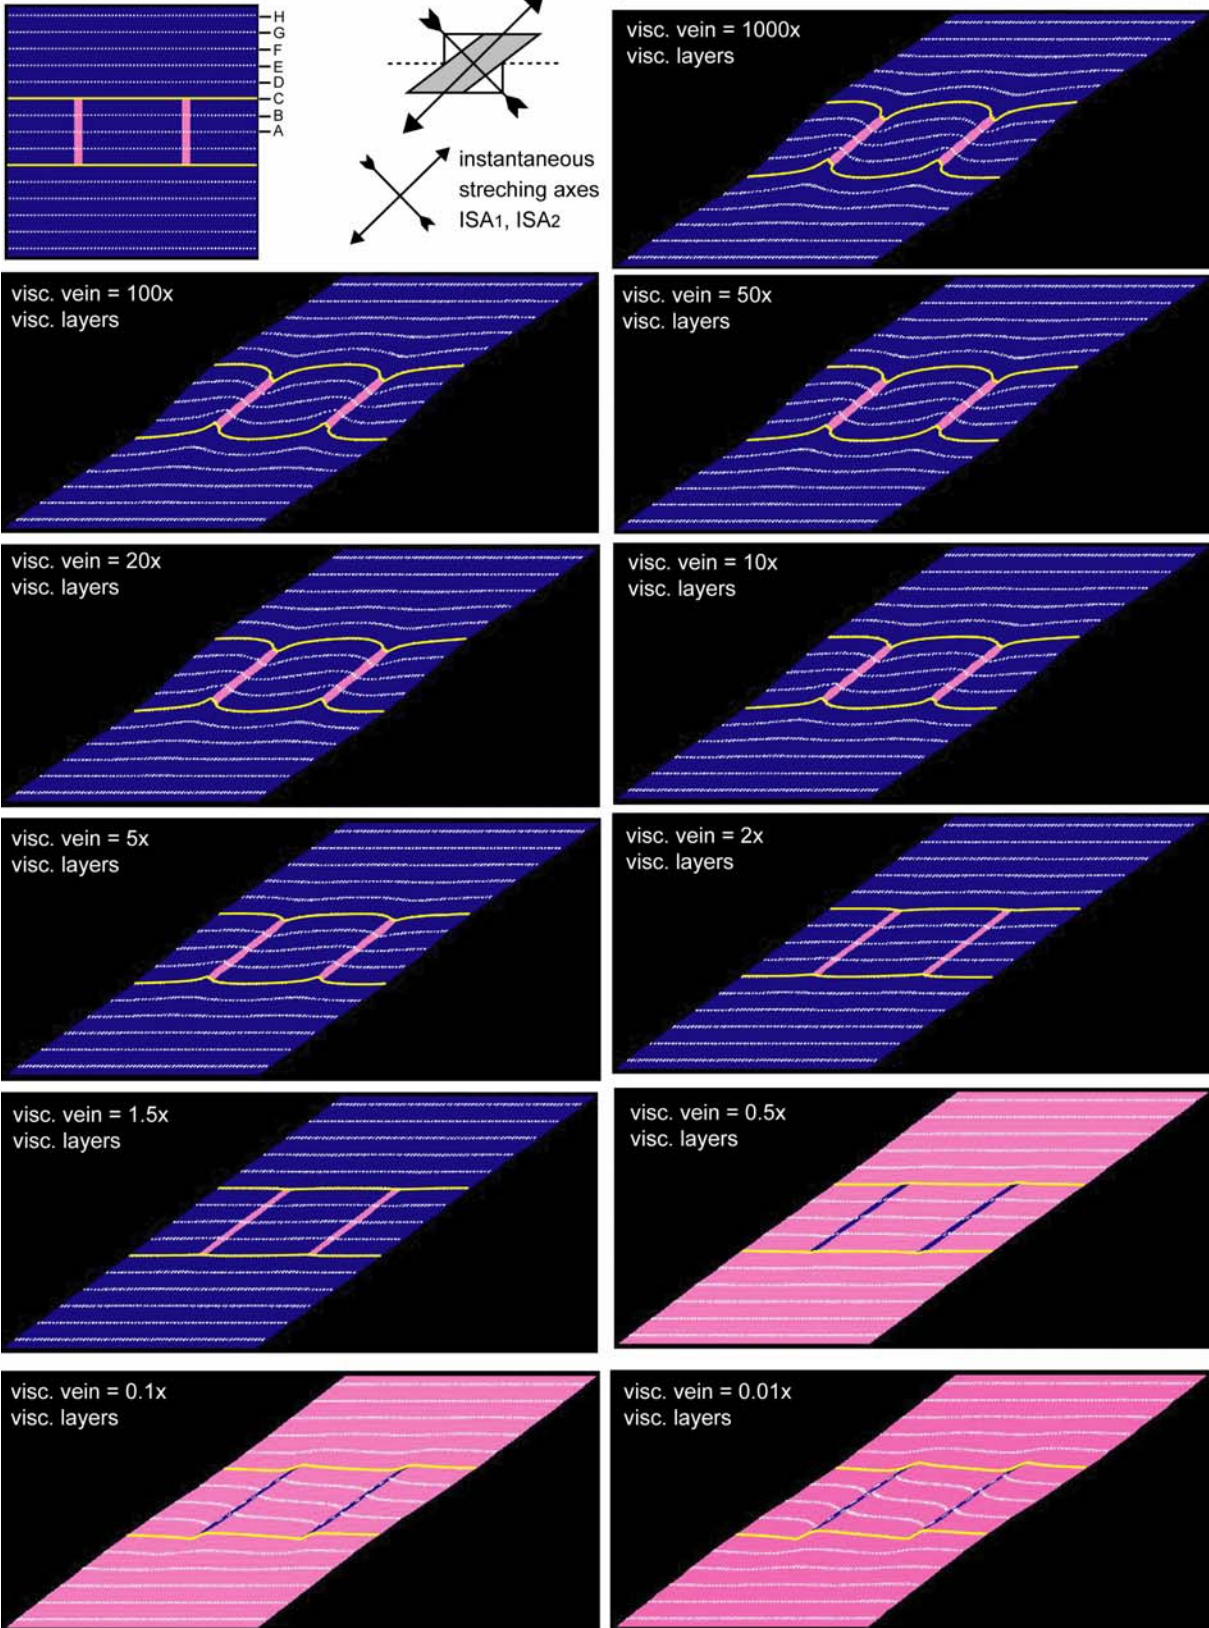 H
G
F
E
D
C
B
A
instantaneous
streching axes
ISA1, ISA2
visc. vein = 1000x
visc. layers
visc. vein = 100x
visc. layers
visc. vein = 50x
visc. layers
visc. vein = 20x
visc. layers
visc. vein = 10x
visc. layers
visc. vein = 5x
visc. layers
visc. vein = 2x
visc. layers
visc. vein = 1.5x
visc. layers
visc. vein = 0.5x
visc. layers
visc. vein = 0.1x
visc. layers
visc. vein = 0.01x
visc. layers